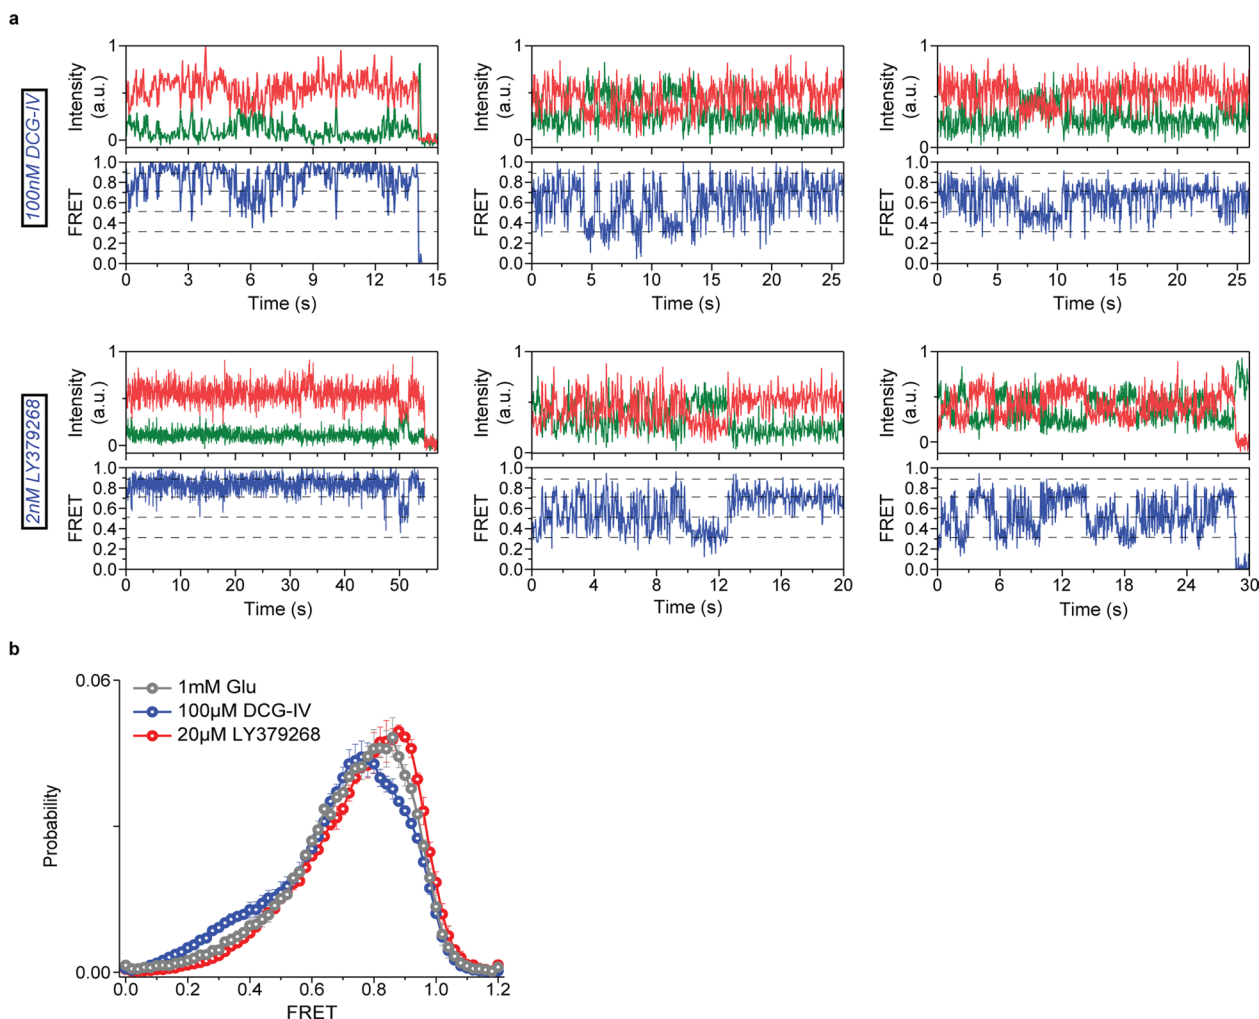 a
100nM DCG-IV
Intensity
(a.u.)
1
0
FRET
1.0
0.8
0.6
0.4
0.2
0.0
0 3 6 9 12 15
Time (s)
Intensity
(a.u.)
1
0
FRET
1.0
0.8
0.6
0.4
0.2
0.0
0 5 10 15 20 25
Time (s)
Intensity
(a.u.)
1
0
FRET
1.0
0.8
0.6
0.4
0.2
0.0
0 5 10 15 20 25
Time (s)
2nM LY379268
Intensity
(a.u.)
1
0
FRET
1.0
0.8
0.6
0.4
0.2
0.0
0 10 20 30 40 50
Time (s)
Intensity
(a.u.)
1
0
FRET
1.0
0.8
0.6
0.4
0.2
0.0
0 4 8 12 16 20
Time (s)
Intensity
(a.u.)
1
0
FRET
1.0
0.8
0.6
0.4
0.2
0.0
0 6 12 18 24 30
Time (s)
b
Probability
0.06
0.00
1mM Glu
100µM DCG-IV
20µM LY379268
0.0 0.2 0.4 0.6 0.8 1.0 1.2
FRET